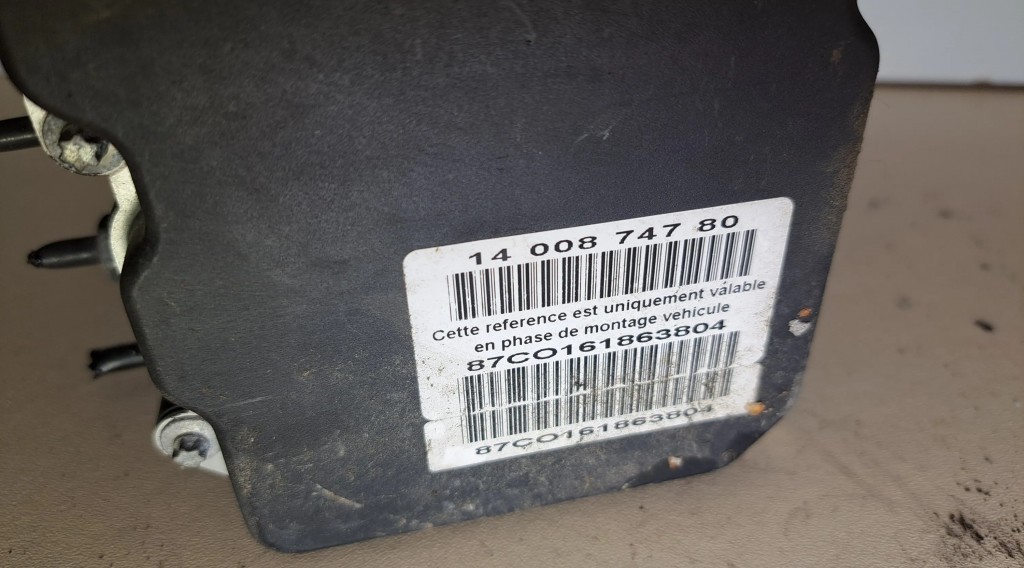 14 008 747 80
Cette reference est uniquement valable
en phase de montage vehicule
87CO161863804
87CO161863804